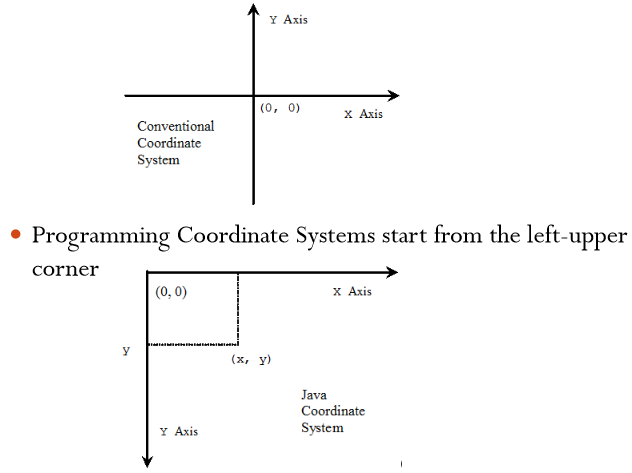 Y Axis
(0, 0)
X Axis
Conventional
Coordinate
System
• Programming Coordinate Systems start from the left-upper
corner
(0, 0)
X Axis
y
(x, y)
Java
Coordinate
System
Y Axis